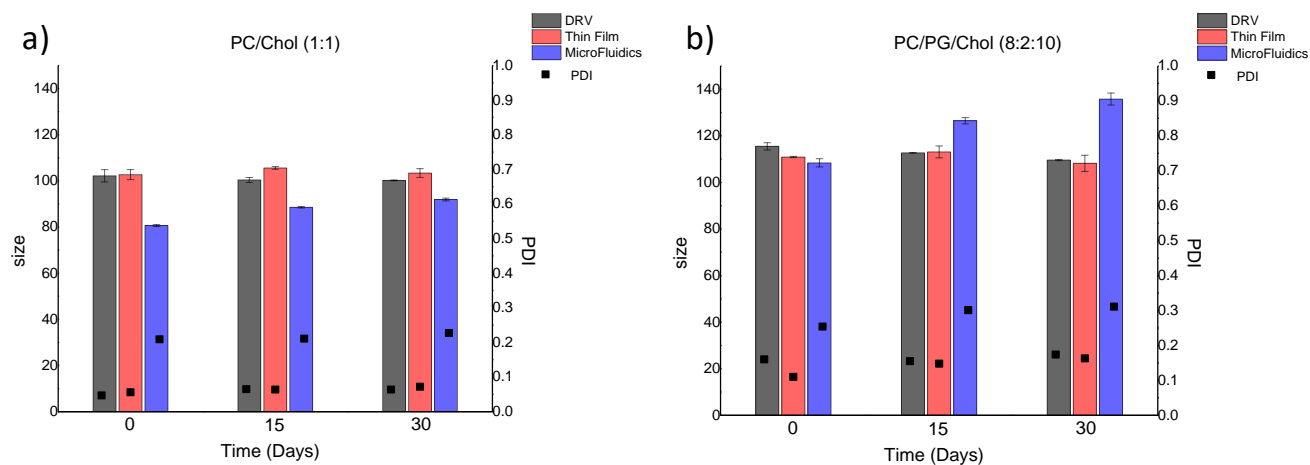 a)
PC/Chol (1:1)
DRV
Thin Film
MicroFluidics
PDI
140
120
100
80
60
40
20
0
size
1.0
0.9
0.8
0.7
0.6
0.5
0.4
0.3
0.2
0.1
0.0
PDI
0 15 30
Time (Days)
b)
PC/PG/Chol (8:2:10)
DRV
Thin Film
MicroFluidics
PDI
140
120
100
80
60
40
20
0
size
1.0
0.9
0.8
0.7
0.6
0.5
0.4
0.3
0.2
0.1
0.0
PDI
0 15 30
Time (Days)